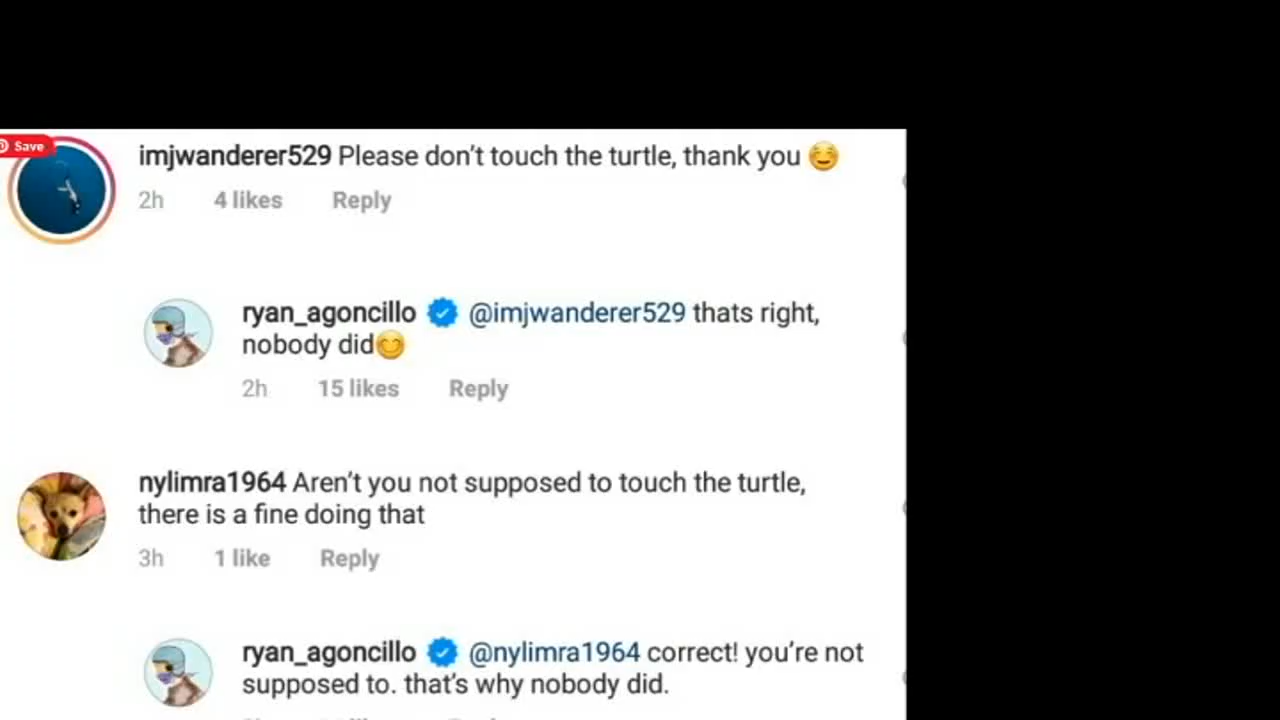 Save
imjwanderer529 Please don't touch the turtle, thank you ☺️
2h 4 likes Reply
ryan_agoncillo @imjwanderer529 thats right,
nobody did😊
2h 15 likes Reply
nylimra1964 Aren't you not supposed to touch the turtle,
there is a fine doing that
3h 1 like Reply
ryan_agoncillo @nylimra1964 correct! you're not
supposed to. that's why nobody did.